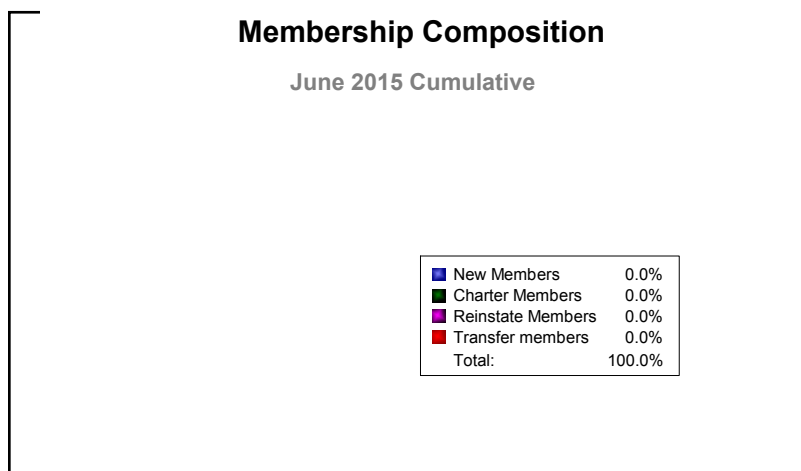 Membership Composition
June 2015 Cumulative
New Members 0.0%
Charter Members 0.0%
Reinstate Members 0.0%
Transfer members 0.0%
Total: 100.0%